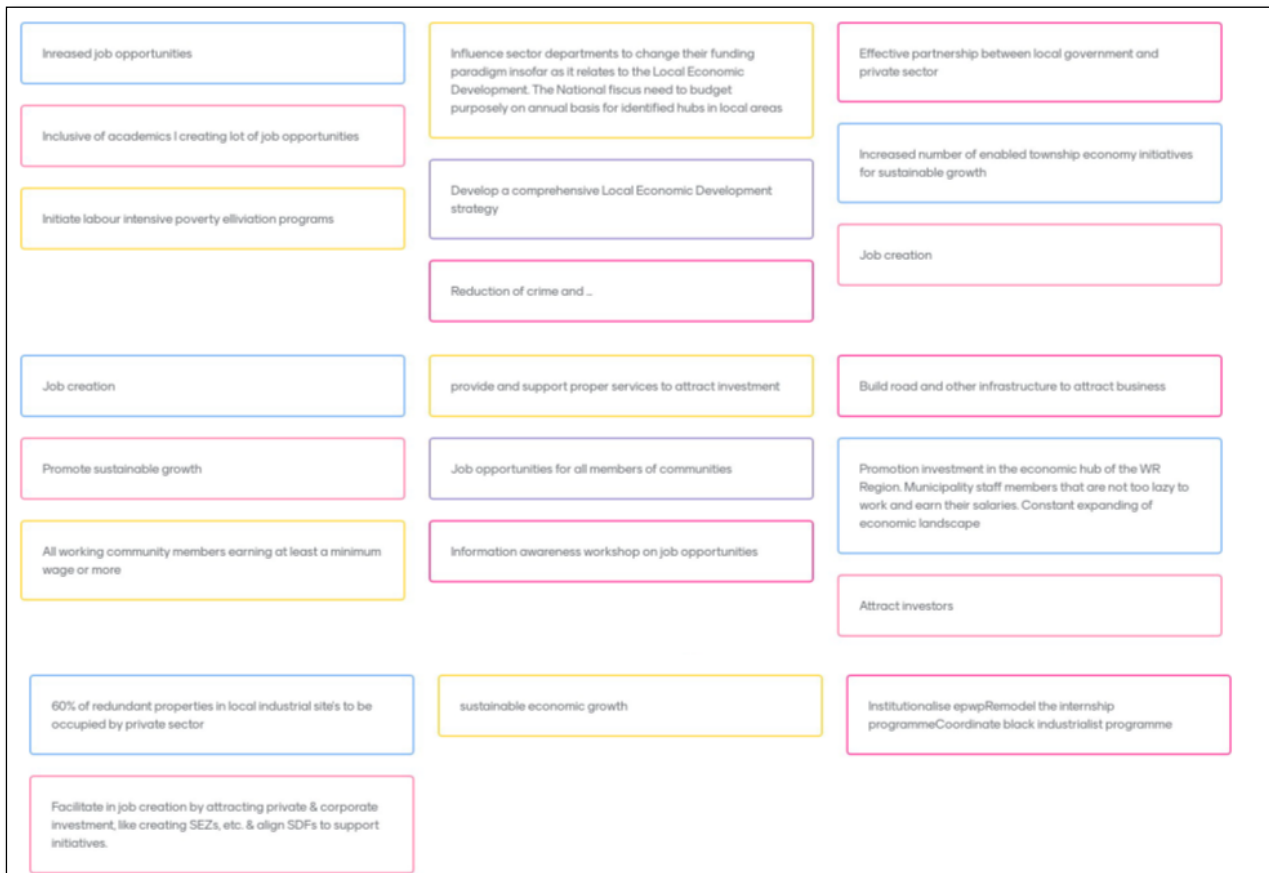 Inreased job opportunities
Inclusive of academics I creating lot of job opportunities
Initiate labour intensive poverty elliviation programs
Influence sector departments to change their funding
paradigm insofar as it relates to the Local Economic
Development. The National fiscus need to budget
purposely on annual basis for identified hubs in local areas
Develop a comprehensive Local Economic Development
strategy
Reduction of crime and ...
Effective partnership between local government and
private sector
Increased number of enabled township economy initiatives
for sustainable growth
Job creation
Job creation
Promote sustainable growth
All working community members earning at least a minimum
wage or more
provide and support proper services to attract investment
Job opportunities for all members of communities
Information awareness workshop on job opportunities
Build road and other infrastructure to attract business
Promotion investment in the economic hub of the WR
Region. Municipality staff members that are not too lazy to
work and earn their salaries. Constant expanding of
economic landscape
Attract investors
60% of redundant properties in local industrial site's to be
occupied by private sector
Facilitate in job creation by attracting private & corporate
investment, like creating SEZs, etc. & align SDFs to support
initiatives.
sustainable economic growth
Institutionalise epwpRemodel the internship
programmeCoordinate black industrialist programme